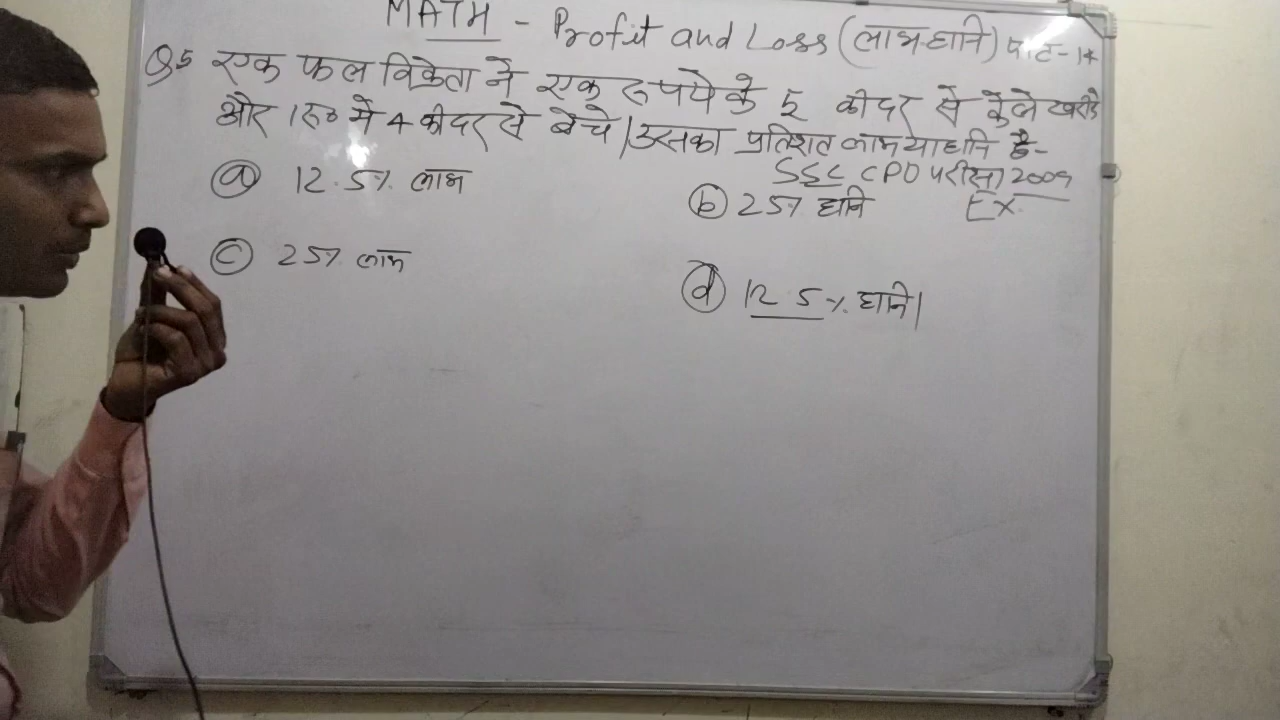 MATH - Profit and Loss (लाभ-हानि) पार्ट-1
Q5 एक फल विक्रेता ने एक रूपये के 5 की दर से केले खरीदे
और 1रु० में 4 की दर से बेचे | उसका प्रतिशत लाभ या हानि है-
SSC CPO परीक्षा 2009
Ex.
(a) 12.5% लाभ
(b) 25% हानि
(c) 25% लाभ
(d) 12.5% हानि|